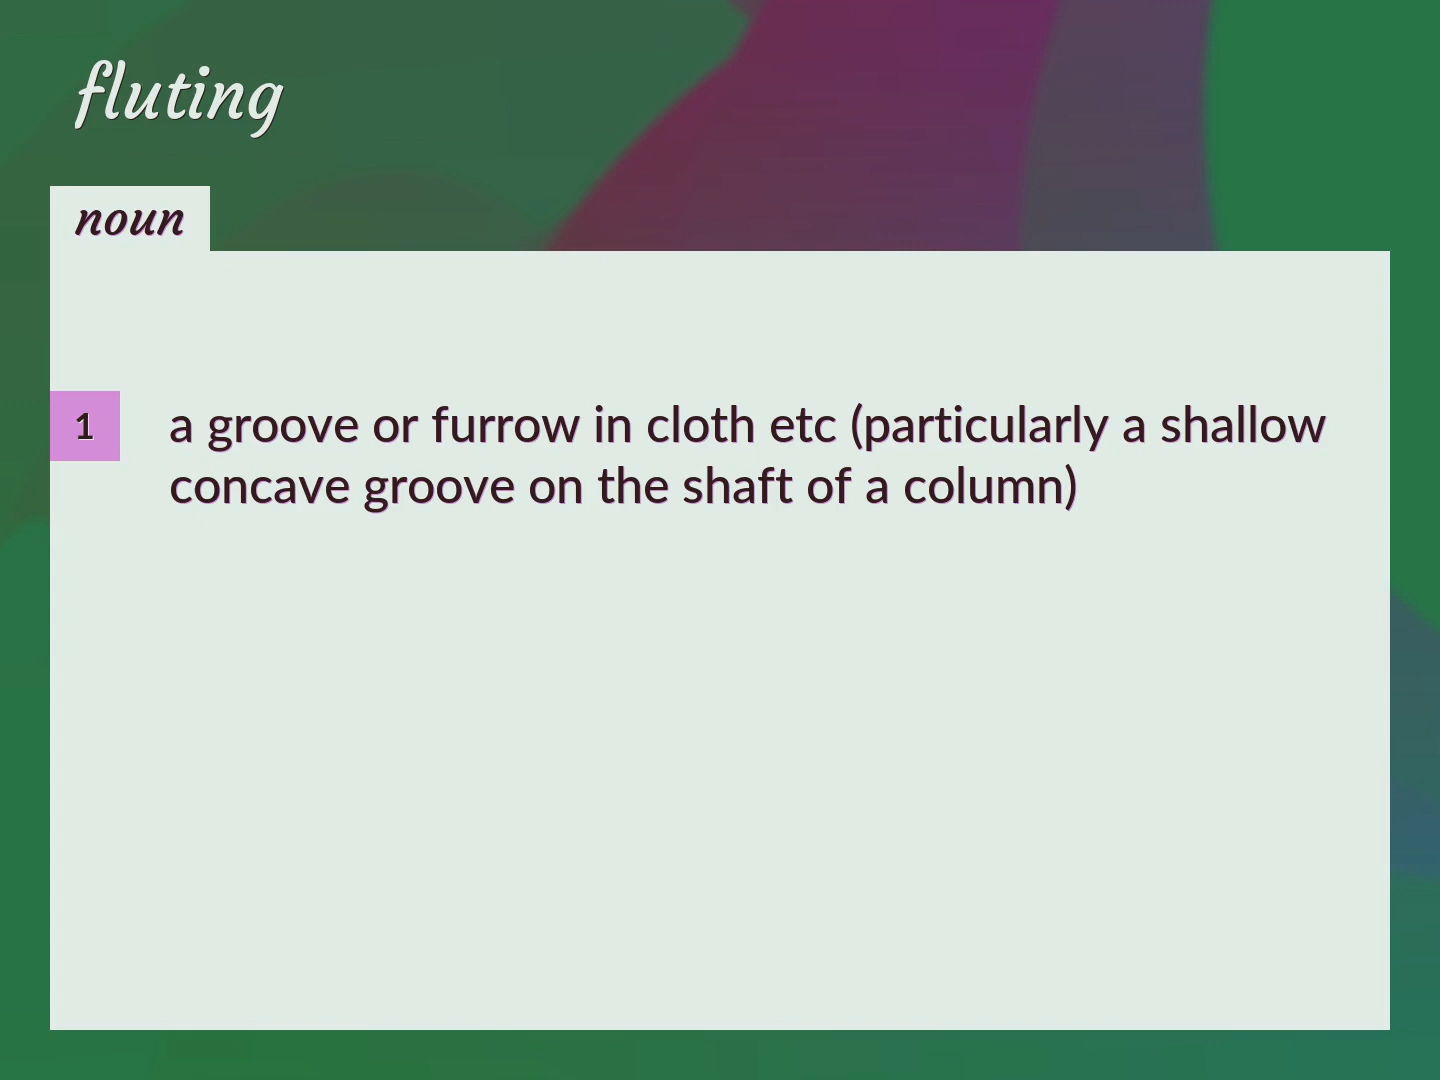 fluting
noun
1
a groove or furrow in cloth etc (particularly a shallow
concave groove on the shaft of a column)